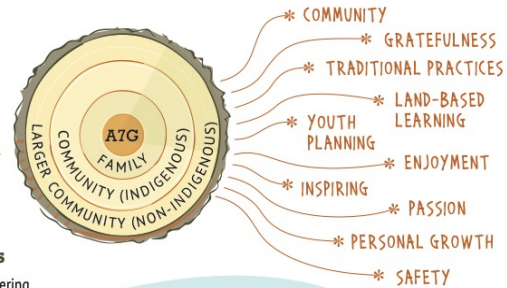 A7G
FAMILY
COMMUNITY (INDIGENOUS)
LARGER COMMUNITY (NON-INDIGENOUS)
* COMMUNITY
* GRATEFULNESS
* TRADITIONAL PRACTICES
* LAND-BASED
LEARNING
* YOUTH
PLANNING
* ENJOYMENT
* INSPIRING
* PASSION
* PERSONAL GROWTH
* SAFETY